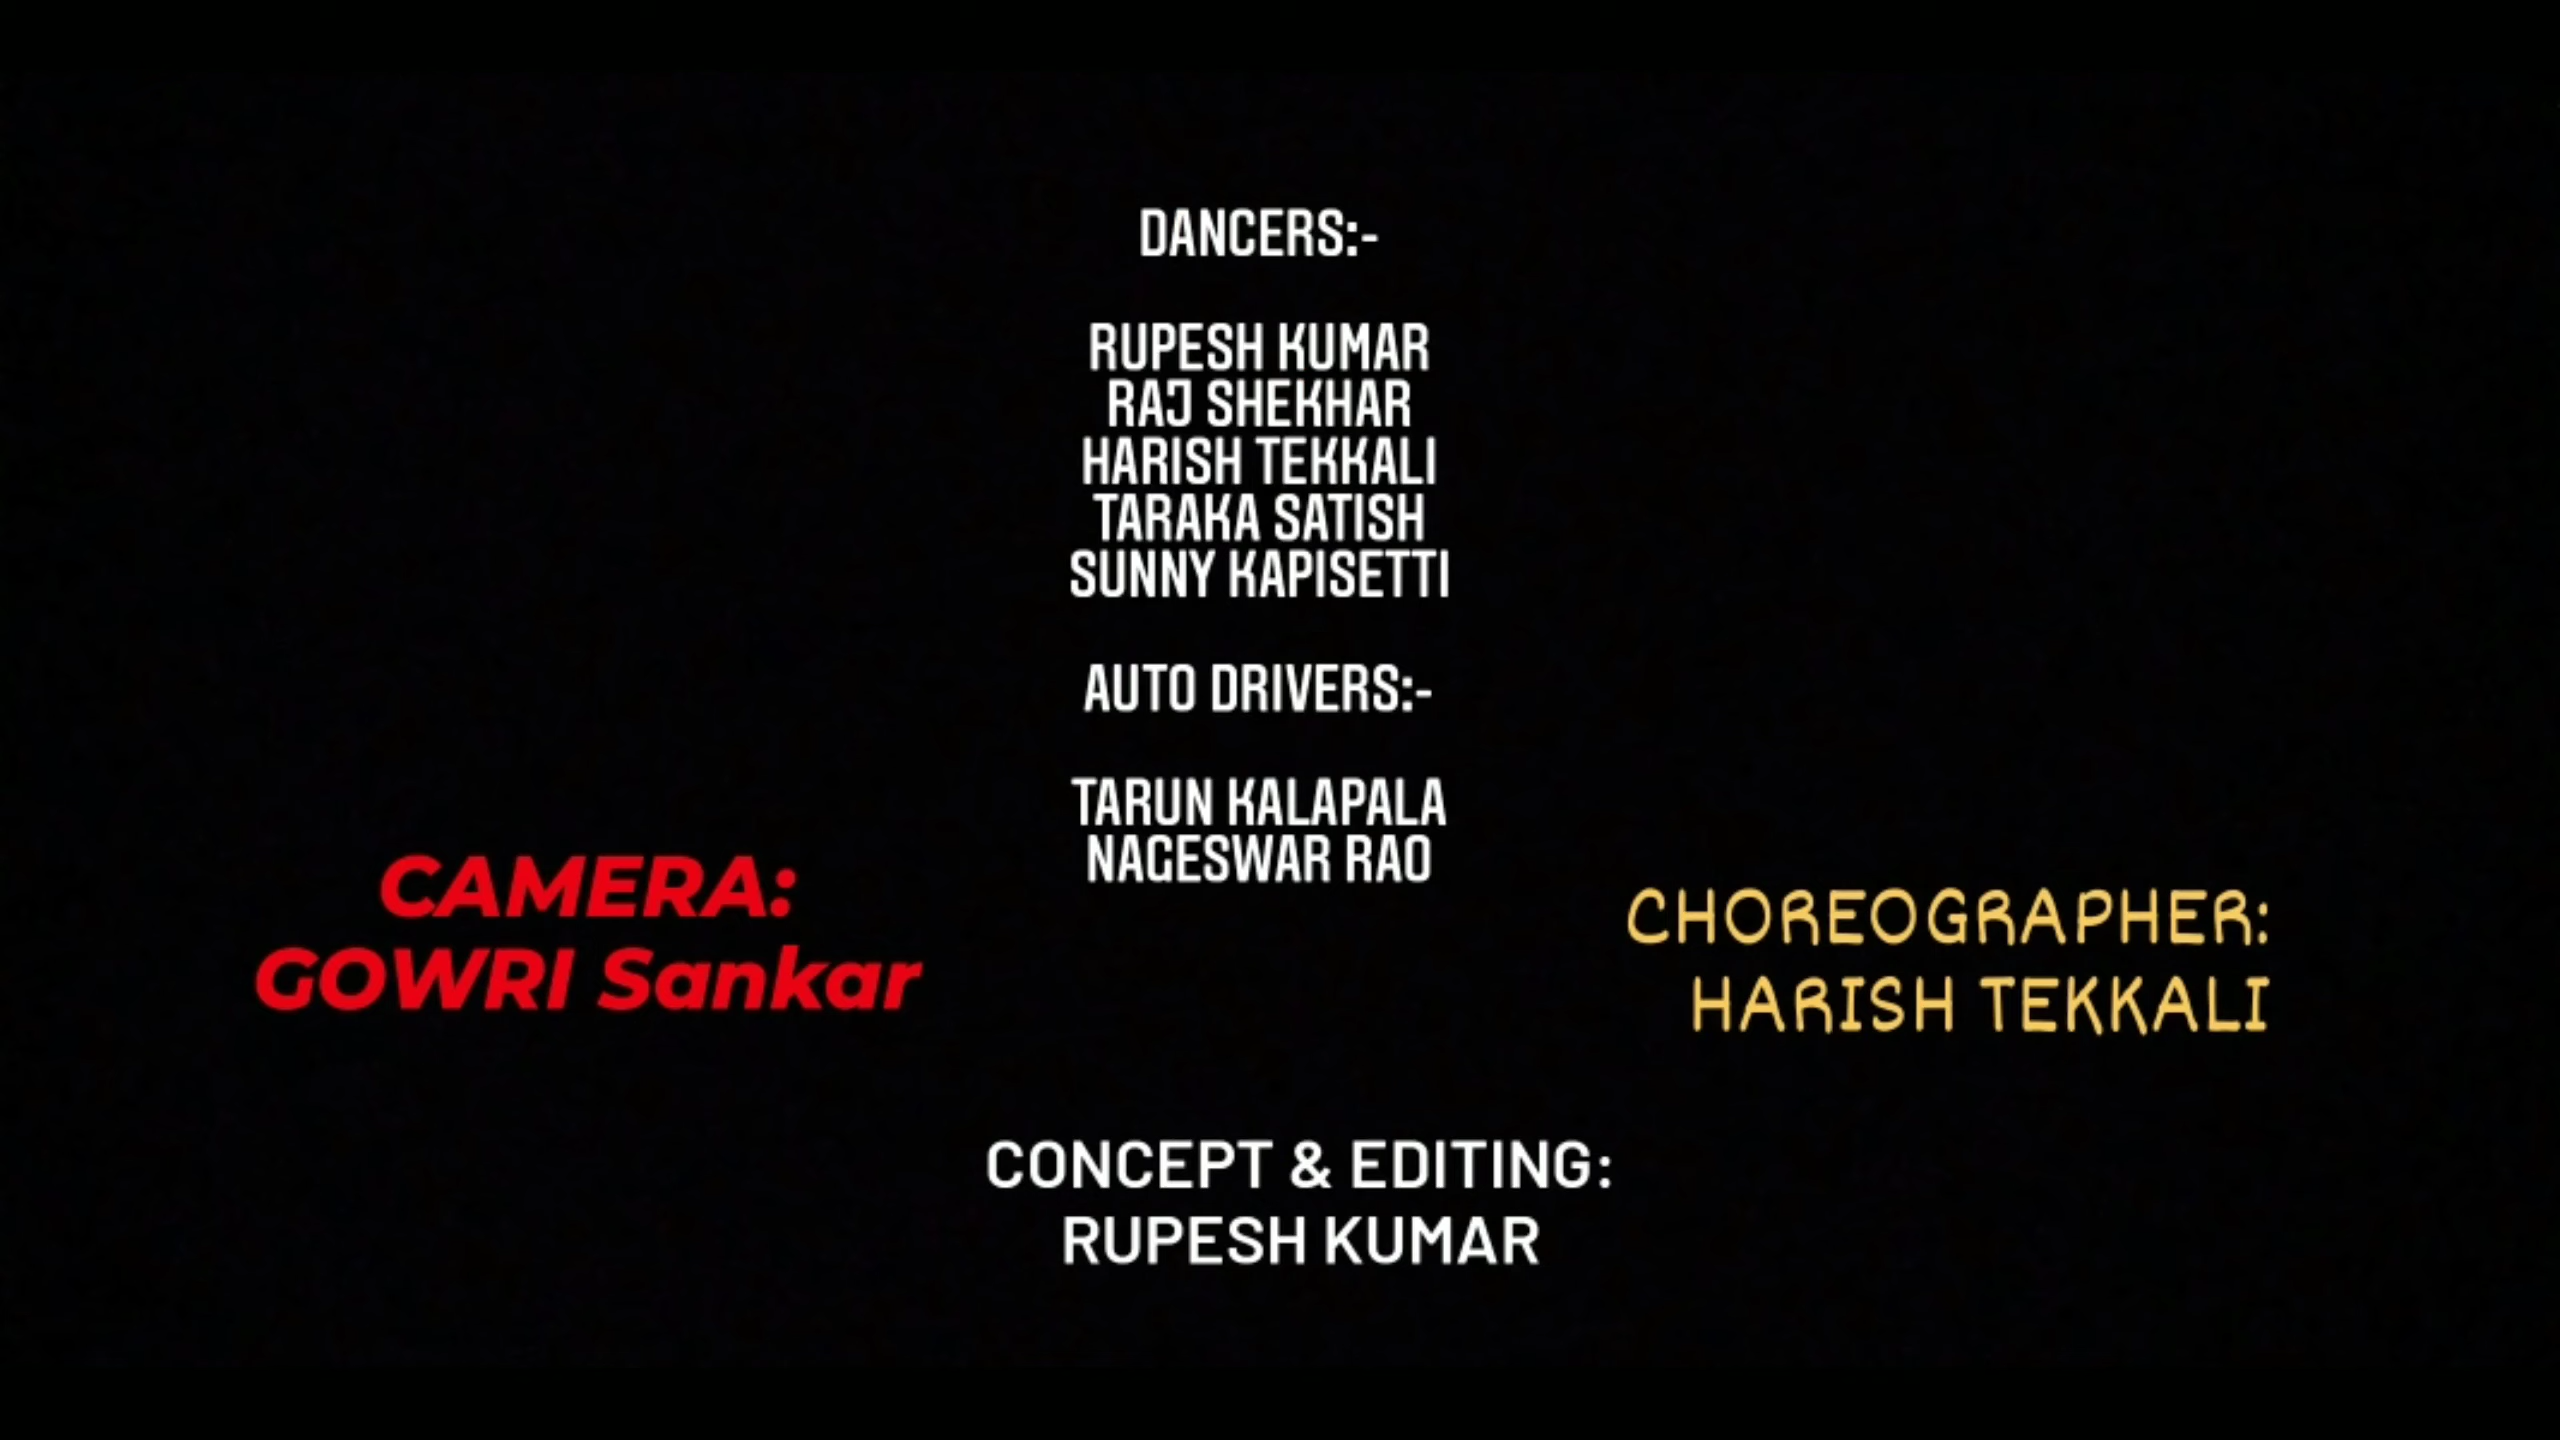 DANCERS:-
RUPESH KUMAR
RAJ SHEKHAR
HARISH TEKKALI
TARAKA SATISH
SUNNY KAPISETTI
AUTO DRIVERS:-
TARUN KALAPALA
NAGESWAR RAO
CAMERA:
GOWRI Sankar
CHOREOGRAPHER:
HARISH TEKKALI
CONCEPT & EDITING:
RUPESH KUMAR